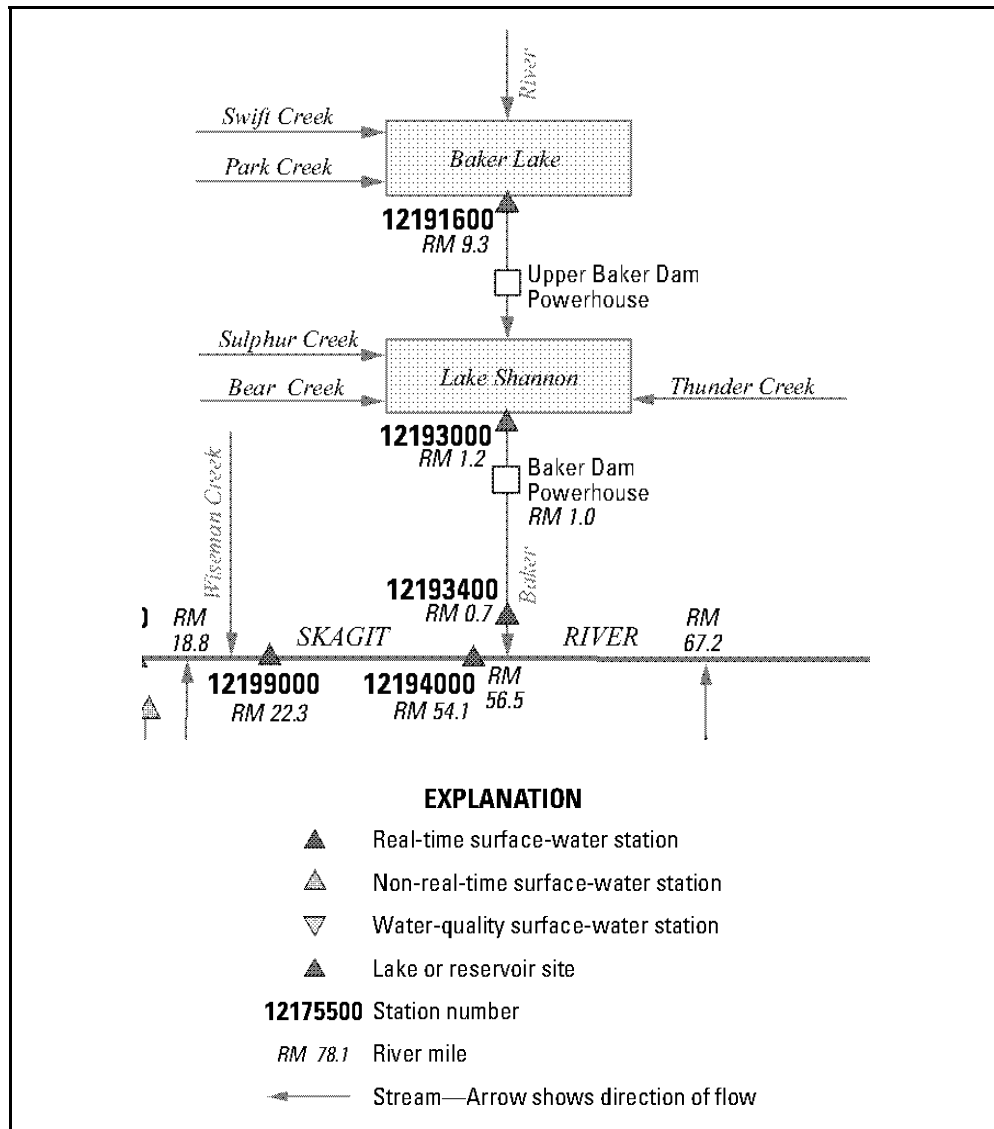 River
Swift Creek
Baker Lake
Park Creek
12191600
RM 9.3
Upper Baker Dam
Powerhouse
Sulphur Creek
Lake Shannon
Bear Creek
Thunder Creek
12193000
RM 1.2
Baker Dam
Powerhouse
RM 1.0
Wiseman Creek
Baker
12193400
RM 0.7
RM
18.8
SKAGIT
RIVER
RM
67.2
12199000
RM 22.3
12194000
RM 54.1
RM
56.5
EXPLANATION
Real-time surface-water station
Non-real-time surface-water station
Water-quality surface-water station
Lake or reservoir site
12175500 Station number
RM 78.1 River mile
Stream—Arrow shows direction of flow